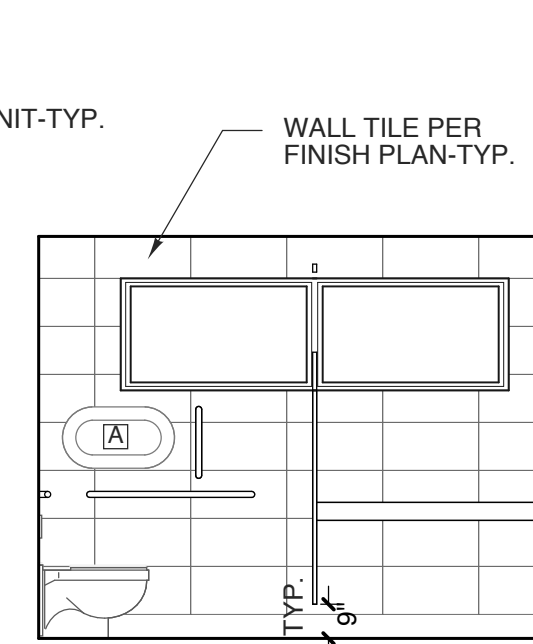 NIT-TYP.
WALL TILE PER
FINISH PLAN-TYP.
A
TYP.
9"